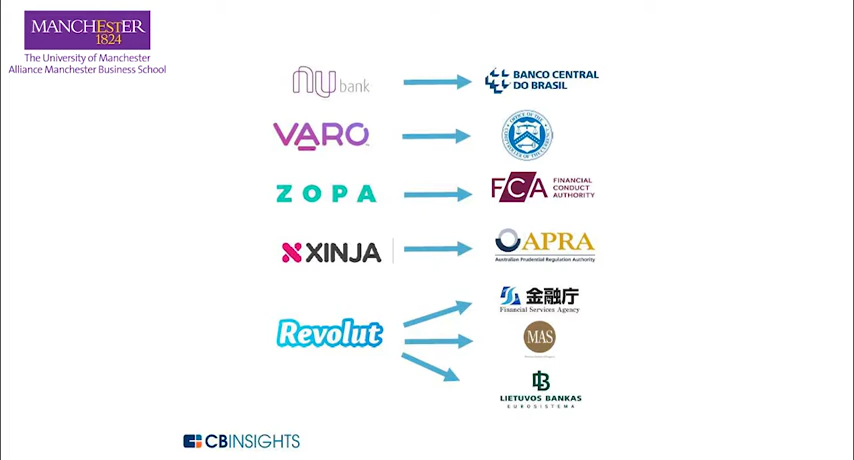 MANCHESTER
1824
The University of Manchester
Alliance Manchester Business School
nu bank
BANCO CENTRAL
DO BRASIL
VARO
ZOPA
FCA
FINANCIAL
CONDUCT
AUTHORITY
XINJA
APRA
Australian Prudential Regulation Authority
金融庁
Financial Services Agency
Revolut
MAS
LIETUVOS BANKAS
EUROSISTEMA
CBINSIGHTS